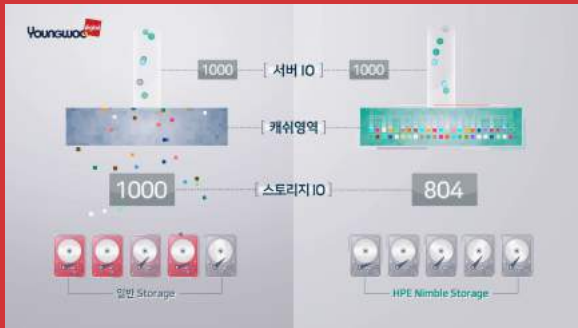 Youngwoo digital
1000 [ 서버 IO ] 1000
[ 캐쉬영역 ]
1000 [ 스토리지 IO ] 804
일반 Storage HPE Nimble Storage